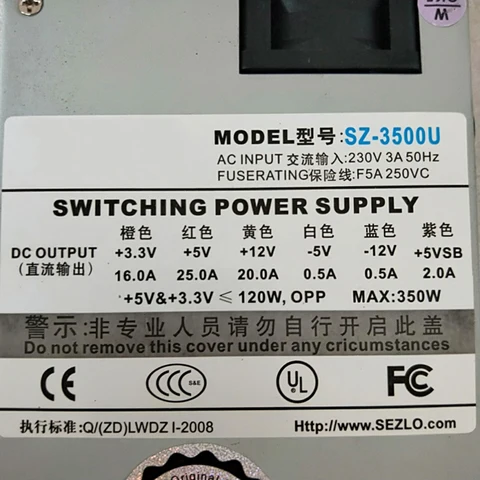 MODEL型号:SZ-3500U
AC INPUT 交流输入:230V 3A 50Hz
FUSERATING保险线:F5A 250VC
SWITCHING POWER SUPPLY
橙色 红色 黄色 白色 蓝色 紫色
DC OUTPUT +3.3V +5V +12V -5V -12V +5VSB
(直流输出) 16.0A 25.0A 20.0A 0.5A 0.5A 2.0A
+5V&+3.3V ≤ 120W, OPP MAX:350W
警示:非专业人员请勿自行开启此盖
Do not remove this cover under any cricumstances
CE CCC S&E UL FCC
执行标准:Q/(ZD)LWDZ I-2008 Http://www.SEZLO.com
Original